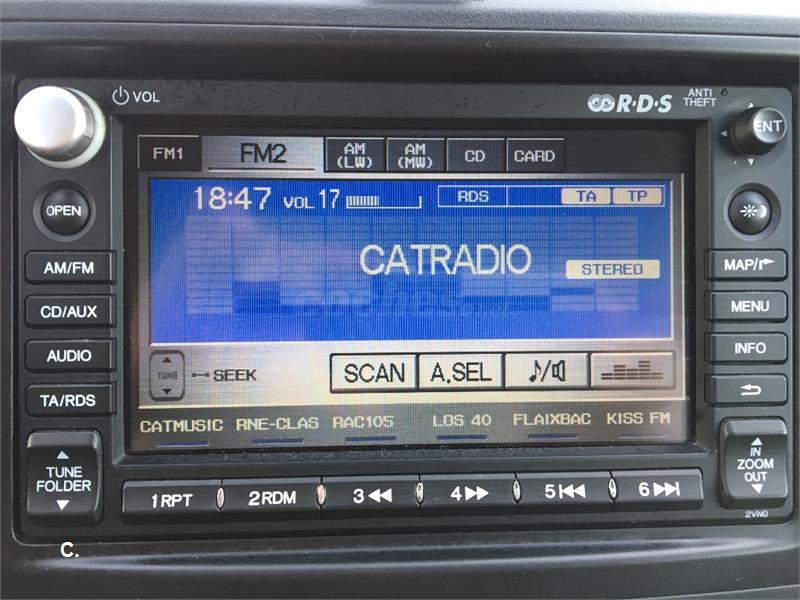 VOL
R·D·S
ANTI THEFT
ENT
FM1
FM2
AM (LW)
AM (MW)
CD
CARD
OPEN
18:47 VOL 17
RDS
TA
TP
CATRADIO
STEREO
coches.net
AM/FM
CD/AUX
AUDIO
TA/RDS
MAP/
MENU
INFO
TUNE
SEEK
SCAN
A.SEL
CATMUSIC
RNE-CLAS
RAC105
LOS 40
FLAIXBAC
KISS FM
TUNE FOLDER
IN ZOOM OUT
1 RPT
2 RDM
3
4
5
6
2VN0
C.